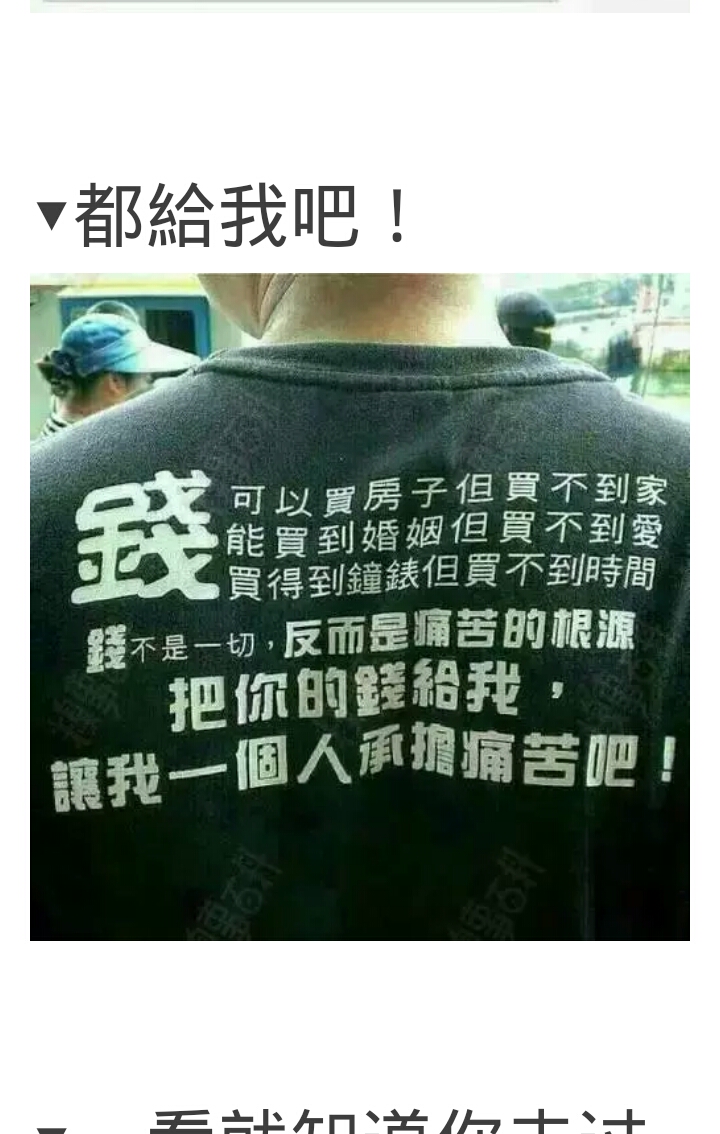 ▼都給我吧！
錢
可以買房子但買不到家
能買到婚姻但買不到愛
買得到鐘錶但買不到時間
錢不是一切，反而是痛苦的根源
把你的錢給我，
讓我一個人承擔痛苦吧！